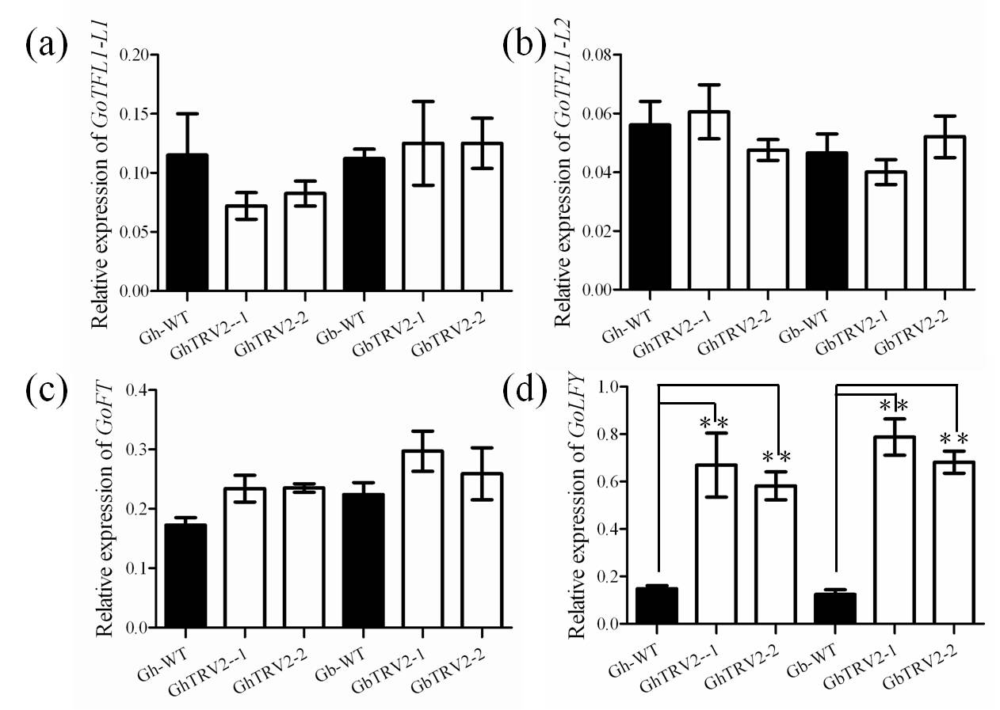 (a)
Relative expression of GoTFL1-L1
0.20
0.15
0.10
0.05
0.00
Gh-WT
GhTRV2--1
GhTRV2-2
Gb-WT
GbTRV2-1
GbTRV2-2
(b)
Relative expression of GoTFL1-L2
0.08
0.06
0.04
0.02
0.00
Gh-WT
GhTRV2--1
GhTRV2-2
Gb-WT
GbTRV2-1
GbTRV2-2
(c)
Relative expression of GoFT
0.4
0.3
0.2
0.1
0.0
Gh-WT
GhTRV2--1
GhTRV2-2
Gb-WT
GbTRV2-1
GbTRV2-2
(d)
Relative expression of GoLFY
1.0
0.8
0.6
0.4
0.2
0.0
**
**
**
**
Gh-WT
GhTRV2--1
GhTRV2-2
Gb-WT
GbTRV2-1
GbTRV2-2